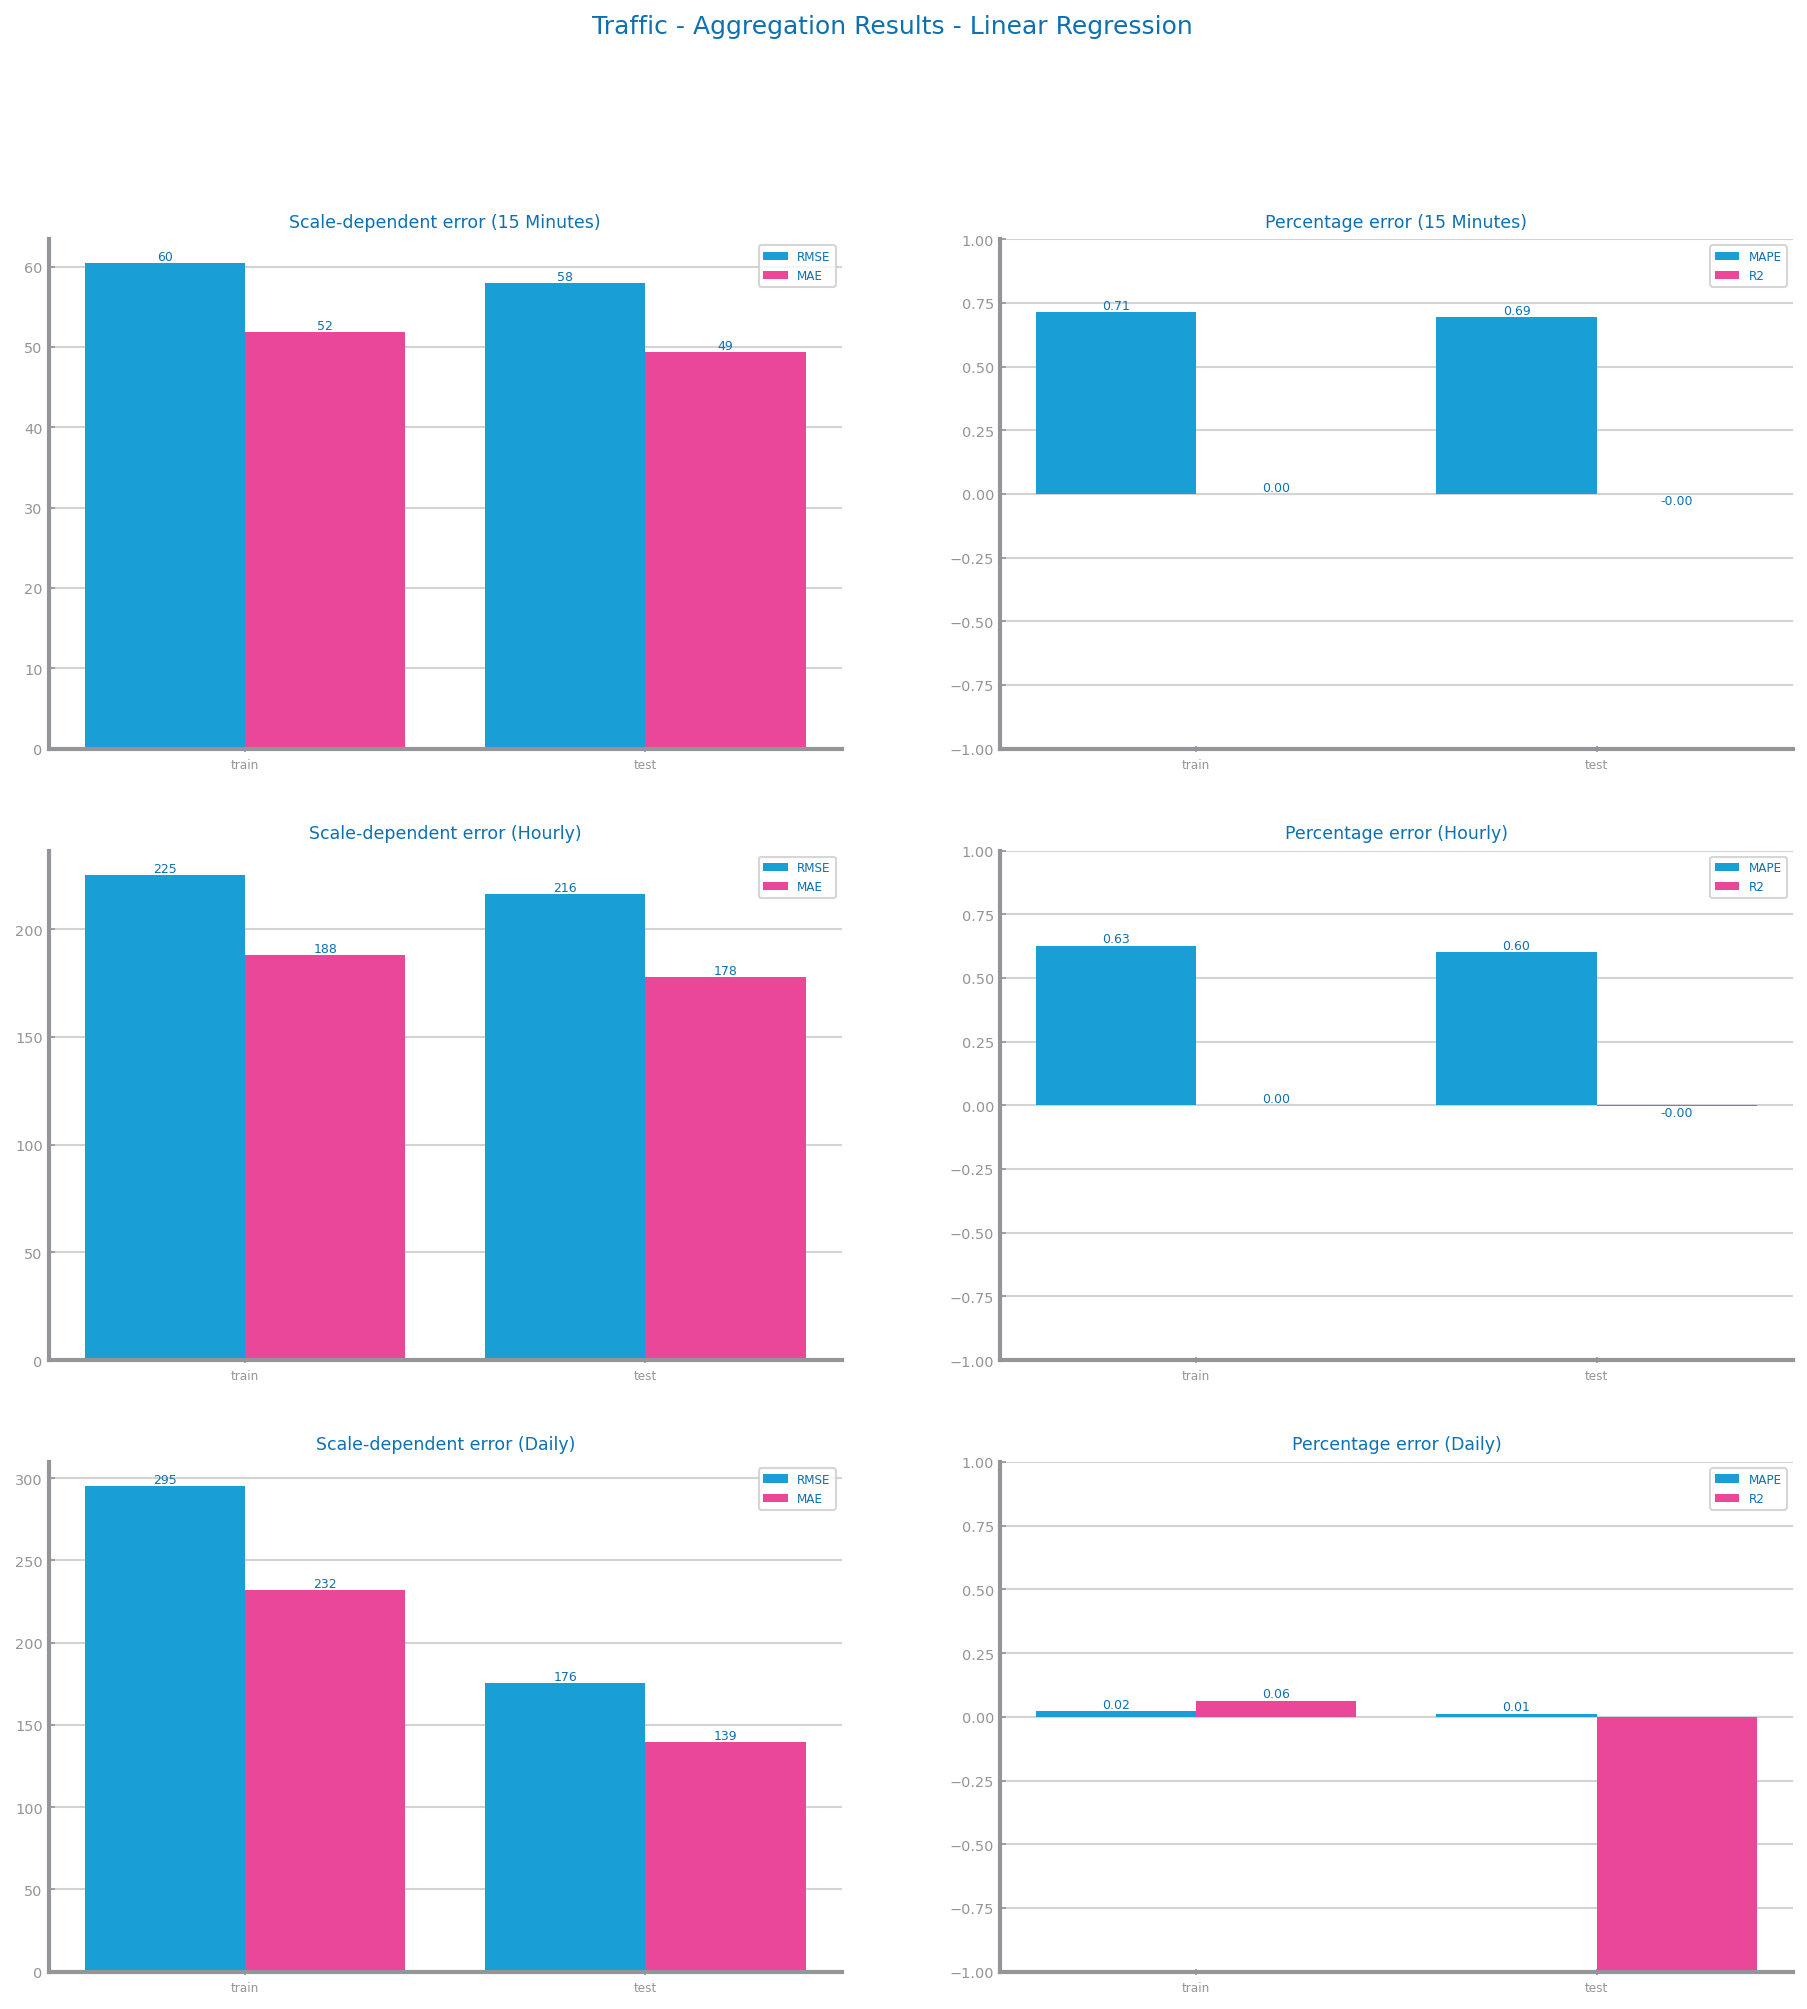 Traffic - Aggregation Results - Linear Regression
Scale-dependent error (15 Minutes)
RMSE
MAE
60
52
58
49
60
50
40
30
20
10
0
train
test
Percentage error (15 Minutes)
MAPE
R2
0.71
0.00
0.69
-0.00
1.00
0.75
0.50
0.25
0.00
−0.25
−0.50
−0.75
−1.00
train
test
Scale-dependent error (Hourly)
RMSE
MAE
225
188
216
178
200
150
100
50
0
train
test
Percentage error (Hourly)
MAPE
R2
0.63
0.00
0.60
-0.00
1.00
0.75
0.50
0.25
0.00
−0.25
−0.50
−0.75
−1.00
train
test
Scale-dependent error (Daily)
RMSE
MAE
295
232
176
139
300
250
200
150
100
50
0
train
test
Percentage error (Daily)
MAPE
R2
0.02
0.06
0.01
1.00
0.75
0.50
0.25
0.00
−0.25
−0.50
−0.75
−1.00
train
test